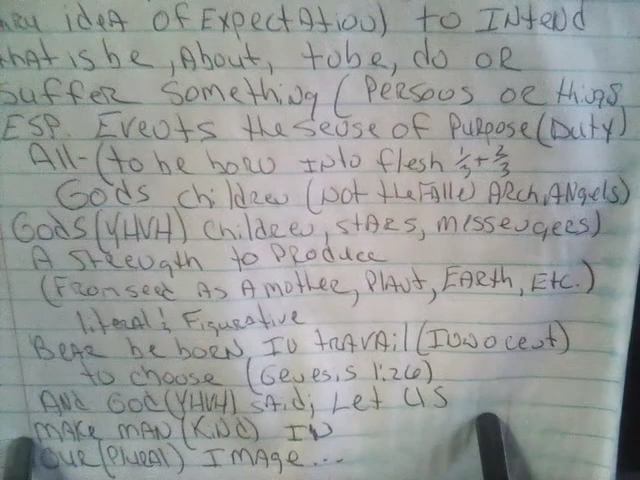 idea of Expectation) to Intend
that is be, About, to be, do OR
Suffer Something (Persons or things
ESP. Events the sense of Purpose (Duty)
All - (to be born Into flesh 1/3 + 2/3
Gods children (not the Fallen Arch, Angels)
Gods (YHVH) Children, stars, messengers)
A strength to Produce
(From seed As A mother, Plant, EARth, Etc.)
literal & Figurative
Bear be born, In travail (Innocent)
to choose (Genesis 1:26)
And God (YHVH) said; Let us
make man (Kind) In
our (Plural) Image...